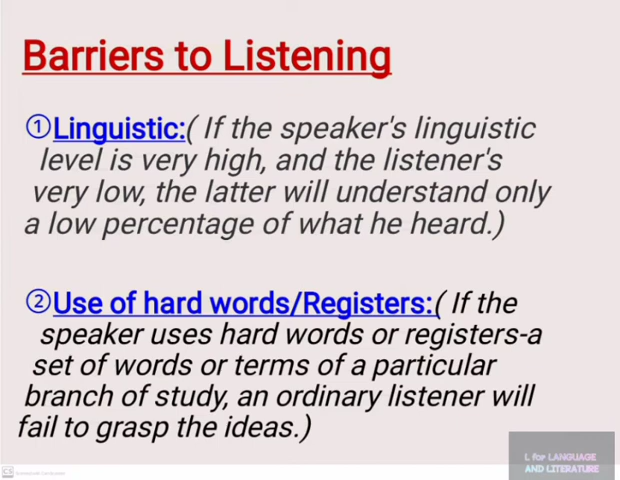 Barriers to Listening
①Linguistic:( If the speaker's linguistic
level is very high, and the listener's
very low, the latter will understand only
a low percentage of what he heard.)
②Use of hard words/Registers:( If the
speaker uses hard words or registers-a
set of words or terms of a particular
branch of study, an ordinary listener will
fail to grasp the ideas.)
L for LANGUAGE
AND LITERATURE
CS